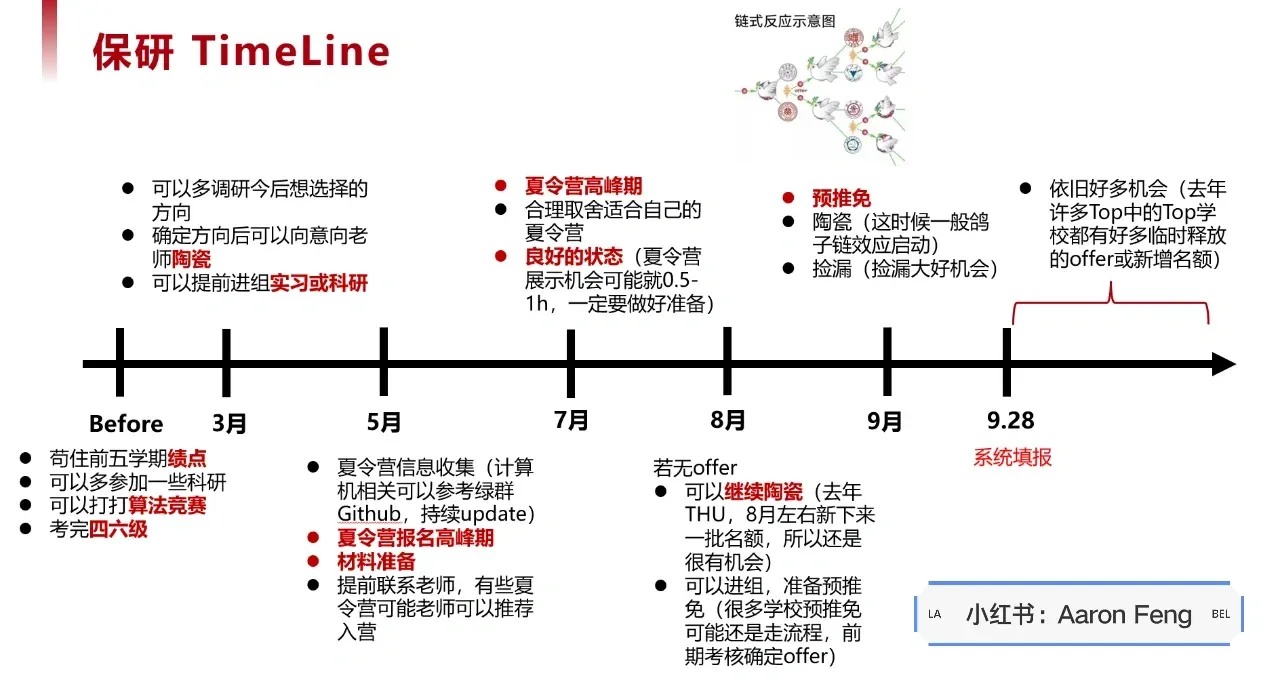 保研 TimeLine
链式反应示意图
可以多调研今后想选择的
方向
确定方向后可以向意向老
师陶瓷
可以提前进组实习或科研
夏令营高峰期
合理取舍适合自己的
夏令营
良好的状态（夏令营
展示机会可能就0.5-
1h，一定要做好准备）
预推免
陶瓷（这时候一般鸽
子链效应启动）
捡漏（捡漏大好机会）
依旧好多机会（去年
许多Top中的Top学
校都有好多临时释放
的offer或新增名额）
Before
3月
5月
7月
8月
9月
9.28
系统填报
苟住前五学期绩点
可以多参加一些科研
可以打打算法竞赛
考完四六级
夏令营信息收集（计算
机相关可以参考绿群
Github，持续update）
夏令营报名高峰期
材料准备
提前联系老师，有些夏
令营可能老师可以推荐
入营
若无offer
可以继续陶瓷（去年
THU，8月左右新下来
一批名额，所以还是
很有机会）
可以进组，准备预推
免（很多学校预推免
可能还是走流程，前
期考核确定offer）
LA 小红书：Aaron Feng BEL